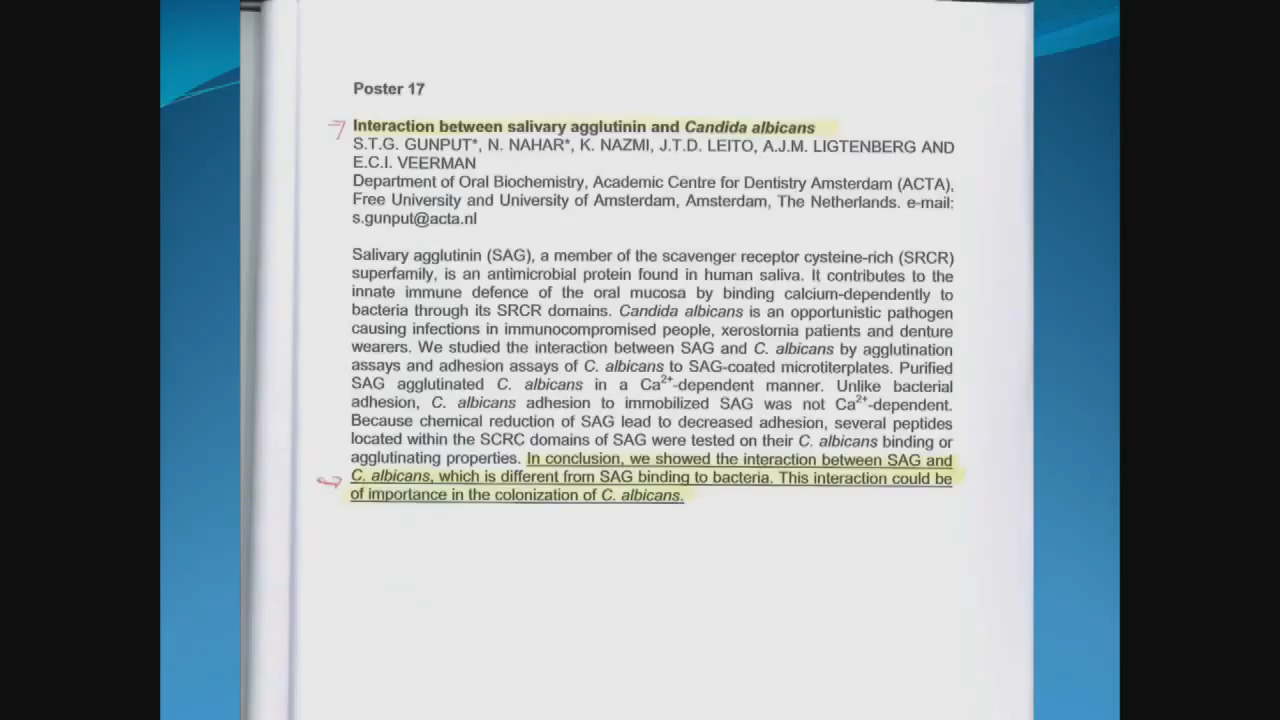 Poster 17
Interaction between salivary agglutinin and Candida albicans
S.T.G. GUNPUT*, N. NAHAR*, K. NAZMI, J.T.D. LEITO, A.J.M. LIGTENBERG AND
E.C.I. VEERMAN
Department of Oral Biochemistry, Academic Centre for Dentistry Amsterdam (ACTA),
Free University and University of Amsterdam, Amsterdam, The Netherlands. e-mail:
s.gunput@acta.nl
Salivary agglutinin (SAG), a member of the scavenger receptor cysteine-rich (SRCR)
superfamily, is an antimicrobial protein found in human saliva. It contributes to the
innate immune defence of the oral mucosa by binding calcium-dependently to
bacteria through its SRCR domains. Candida albicans is an opportunistic pathogen
causing infections in immunocompromised people, xerostomia patients and denture
wearers. We studied the interaction between SAG and C. albicans by agglutination
assays and adhesion assays of C. albicans to SAG-coated microtiterplates. Purified
SAG agglutinated C. albicans in a Ca²⁺-dependent manner. Unlike bacterial
adhesion, C. albicans adhesion to immobilized SAG was not Ca²⁺-dependent.
Because chemical reduction of SAG lead to decreased adhesion, several peptides
located within the SCRC domains of SAG were tested on their C. albicans binding or
agglutinating properties. In conclusion, we showed the interaction between SAG and
C. albicans, which is different from SAG binding to bacteria. This interaction could be
of importance in the colonization of C. albicans.